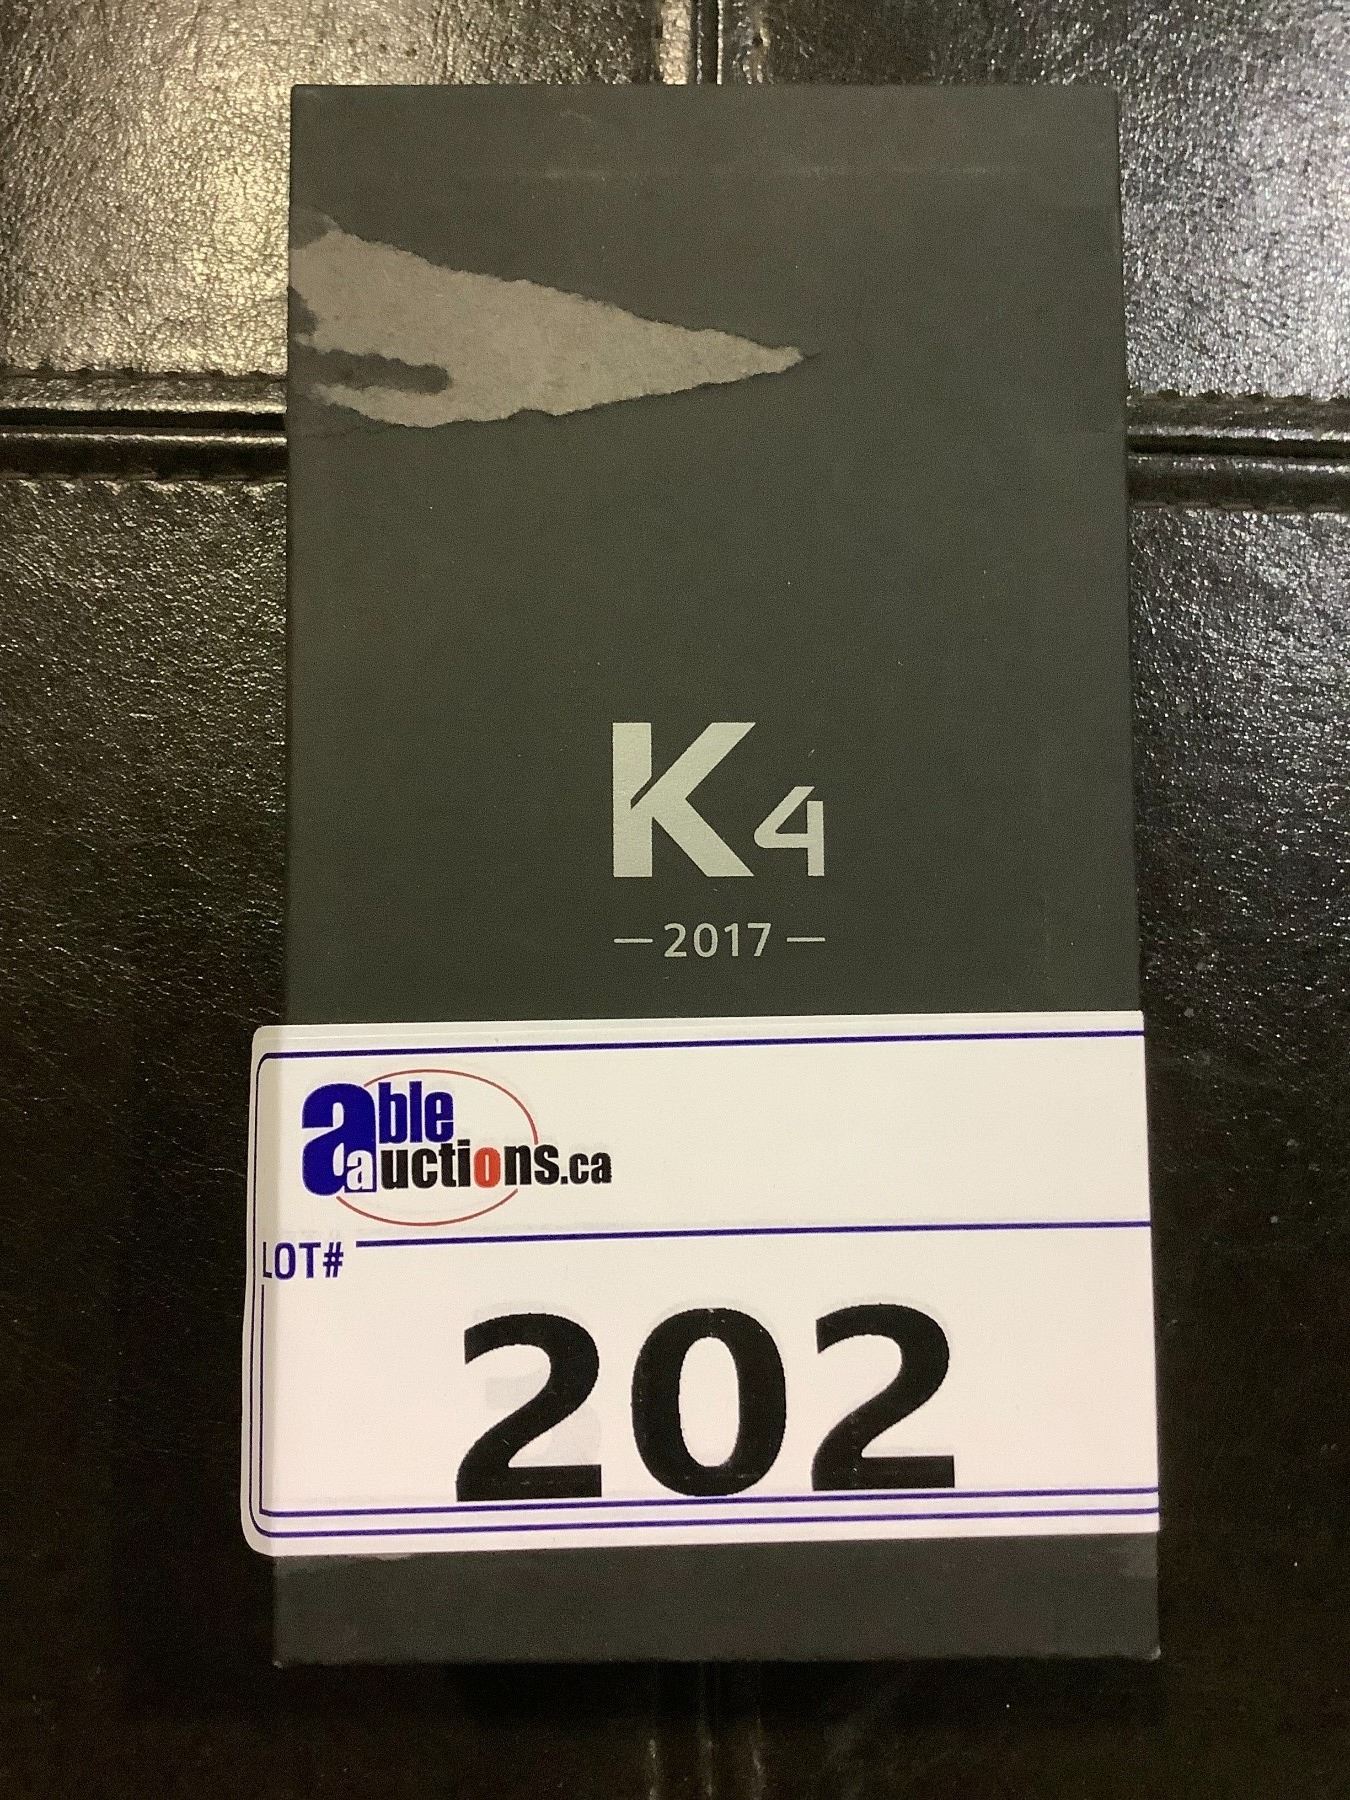 K4
— 2017 —
able
auctions.ca
LOT#
202